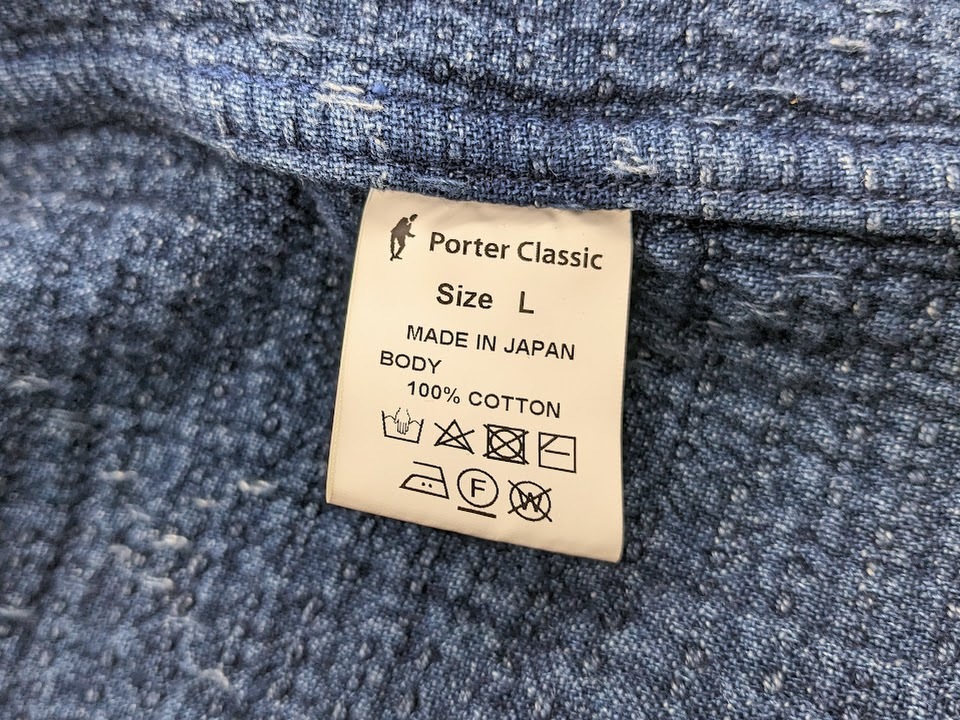 Porter Classic
Size L
MADE IN JAPAN
BODY
100% COTTON
F
W